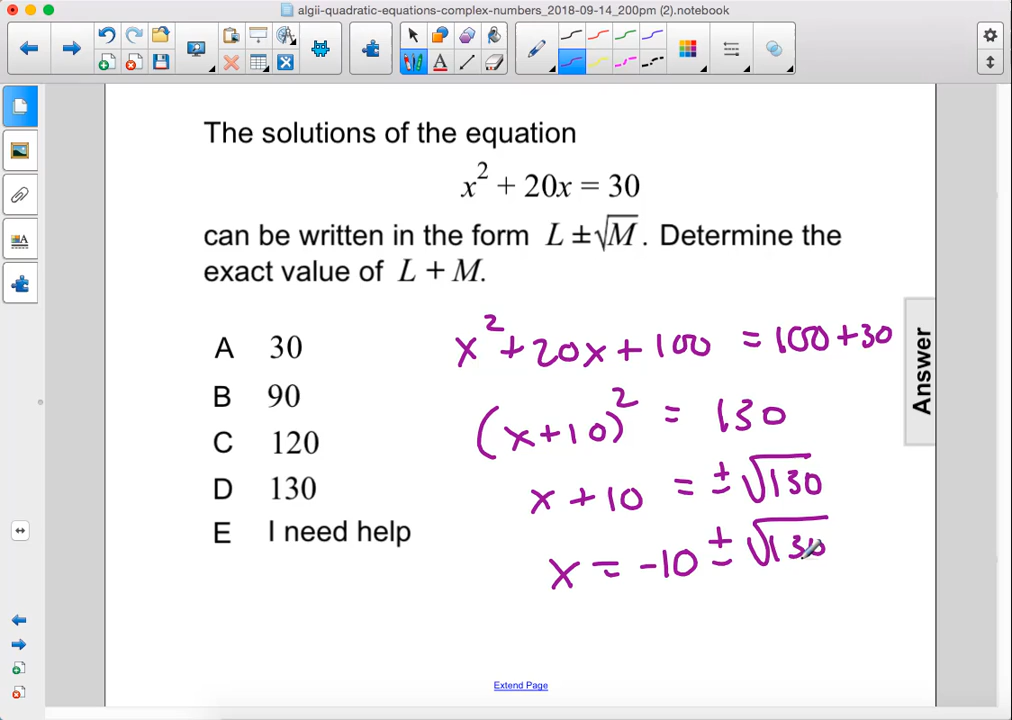 algii-quadratic-equations-complex-numbers_2018-09-14_200pm (2).notebook
The solutions of the equation
x² + 20x = 30
can be written in the form L ± √M. Determine the
exact value of L + M.
A 30
B 90
C 120
D 130
E I need help
x² + 20x + 100 = 100 + 30
(x + 10)² = 130
x + 10 = ± √130
x = -10 ± √130
Answer
Extend Page